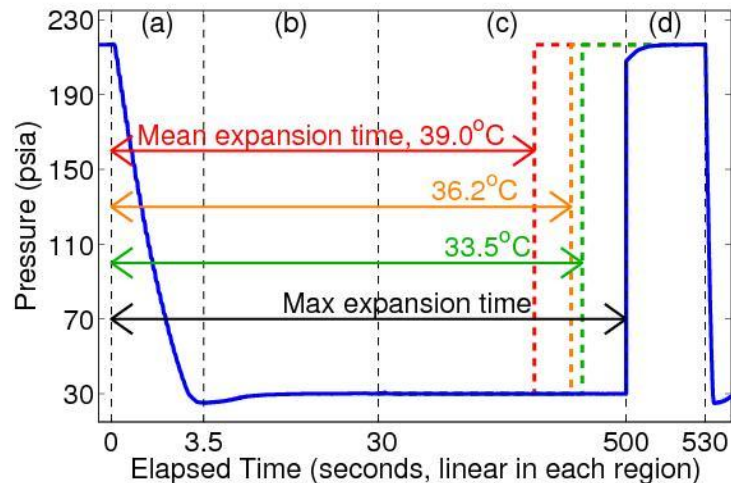 230
190
150
110
70
30
Pressure (psia)
(a)
(b)
(c)
(d)
Mean expansion time, 39.0°C
36.2°C
33.5°C
Max expansion time
0
3.5
30
500
530
Elapsed Time (seconds, linear in each region)